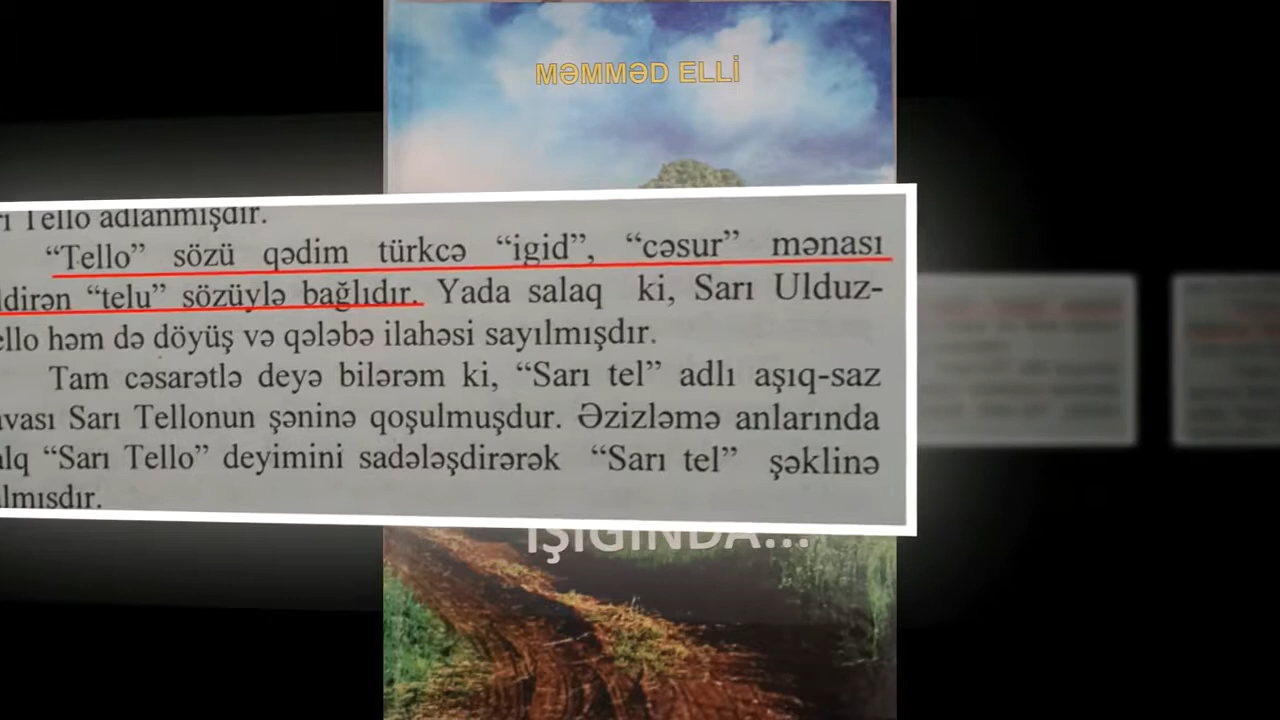 MƏMMƏD ELLİ
Tello adlanmışdır.
“Tello” sözü qədim türkcə “igid”, “cəsur” mənası
ldirən “telu” sözüylə bağlıdır. Yada salaq ki, Sarı Ulduz-
ello həm də döyüş və qələbə ilahəsi sayılmışdır.
Tam cəsarətlə deyə bilərəm ki, “Sarı tel” adlı aşıq-saz
avası Sarı Tellonun şəninə qoşulmuşdur. Əzizləmə anlarında
alq “Sarı Tello” deyimini sadələşdirərək “Sarı tel” şəklinə
lmısdır.
IŞIĞINDA...